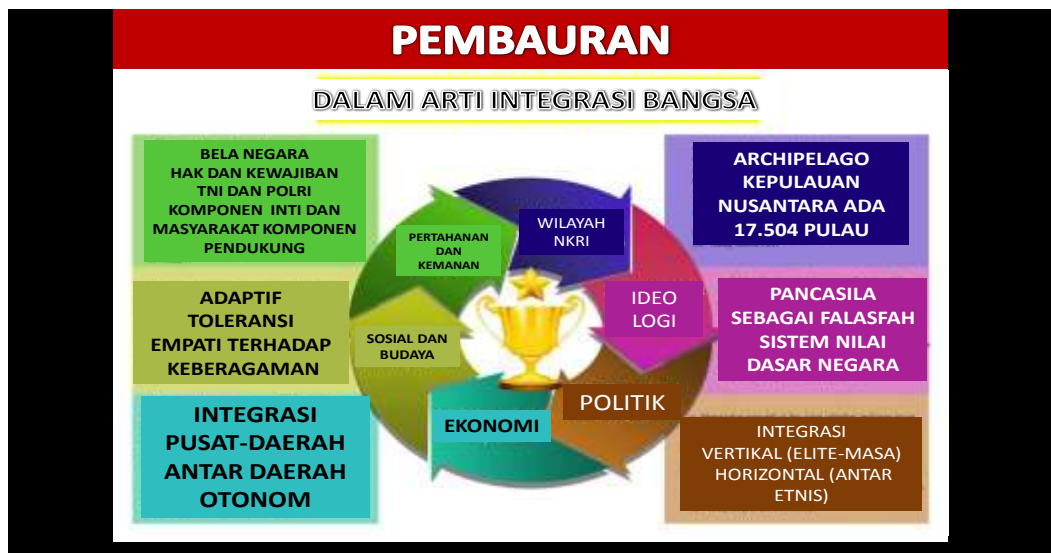 PEMBAURAN
DALAM ARTI INTEGRASI BANGSA
BELA NEGARA
HAK DAN KEWAJIBAN
TNI DAN POLRI
KOMPONEN INTI DAN
MASYARAKAT KOMPONEN
PENDUKUNG
ADAPTIF
TOLERANSI
EMPATI TERHADAP
KEBERAGAMAN
INTEGRASI
PUSAT-DAERAH
ANTAR DAERAH
OTONOM
PERTAHANAN
DAN
KEMANAN
WILAYAH
NKRI
IDEO
LOGI
POLITIK
EKONOMI
SOSIAL DAN
BUDAYA
ARCHIPELAGO
KEPULAUAN
NUSANTARA ADA
17.504 PULAU
PANCASILA
SEBAGAI FALASFAH
SISTEM NILAI
DASAR NEGARA
INTEGRASI
VERTIKAL (ELITE-MASA)
HORIZONTAL (ANTAR
ETNIS)